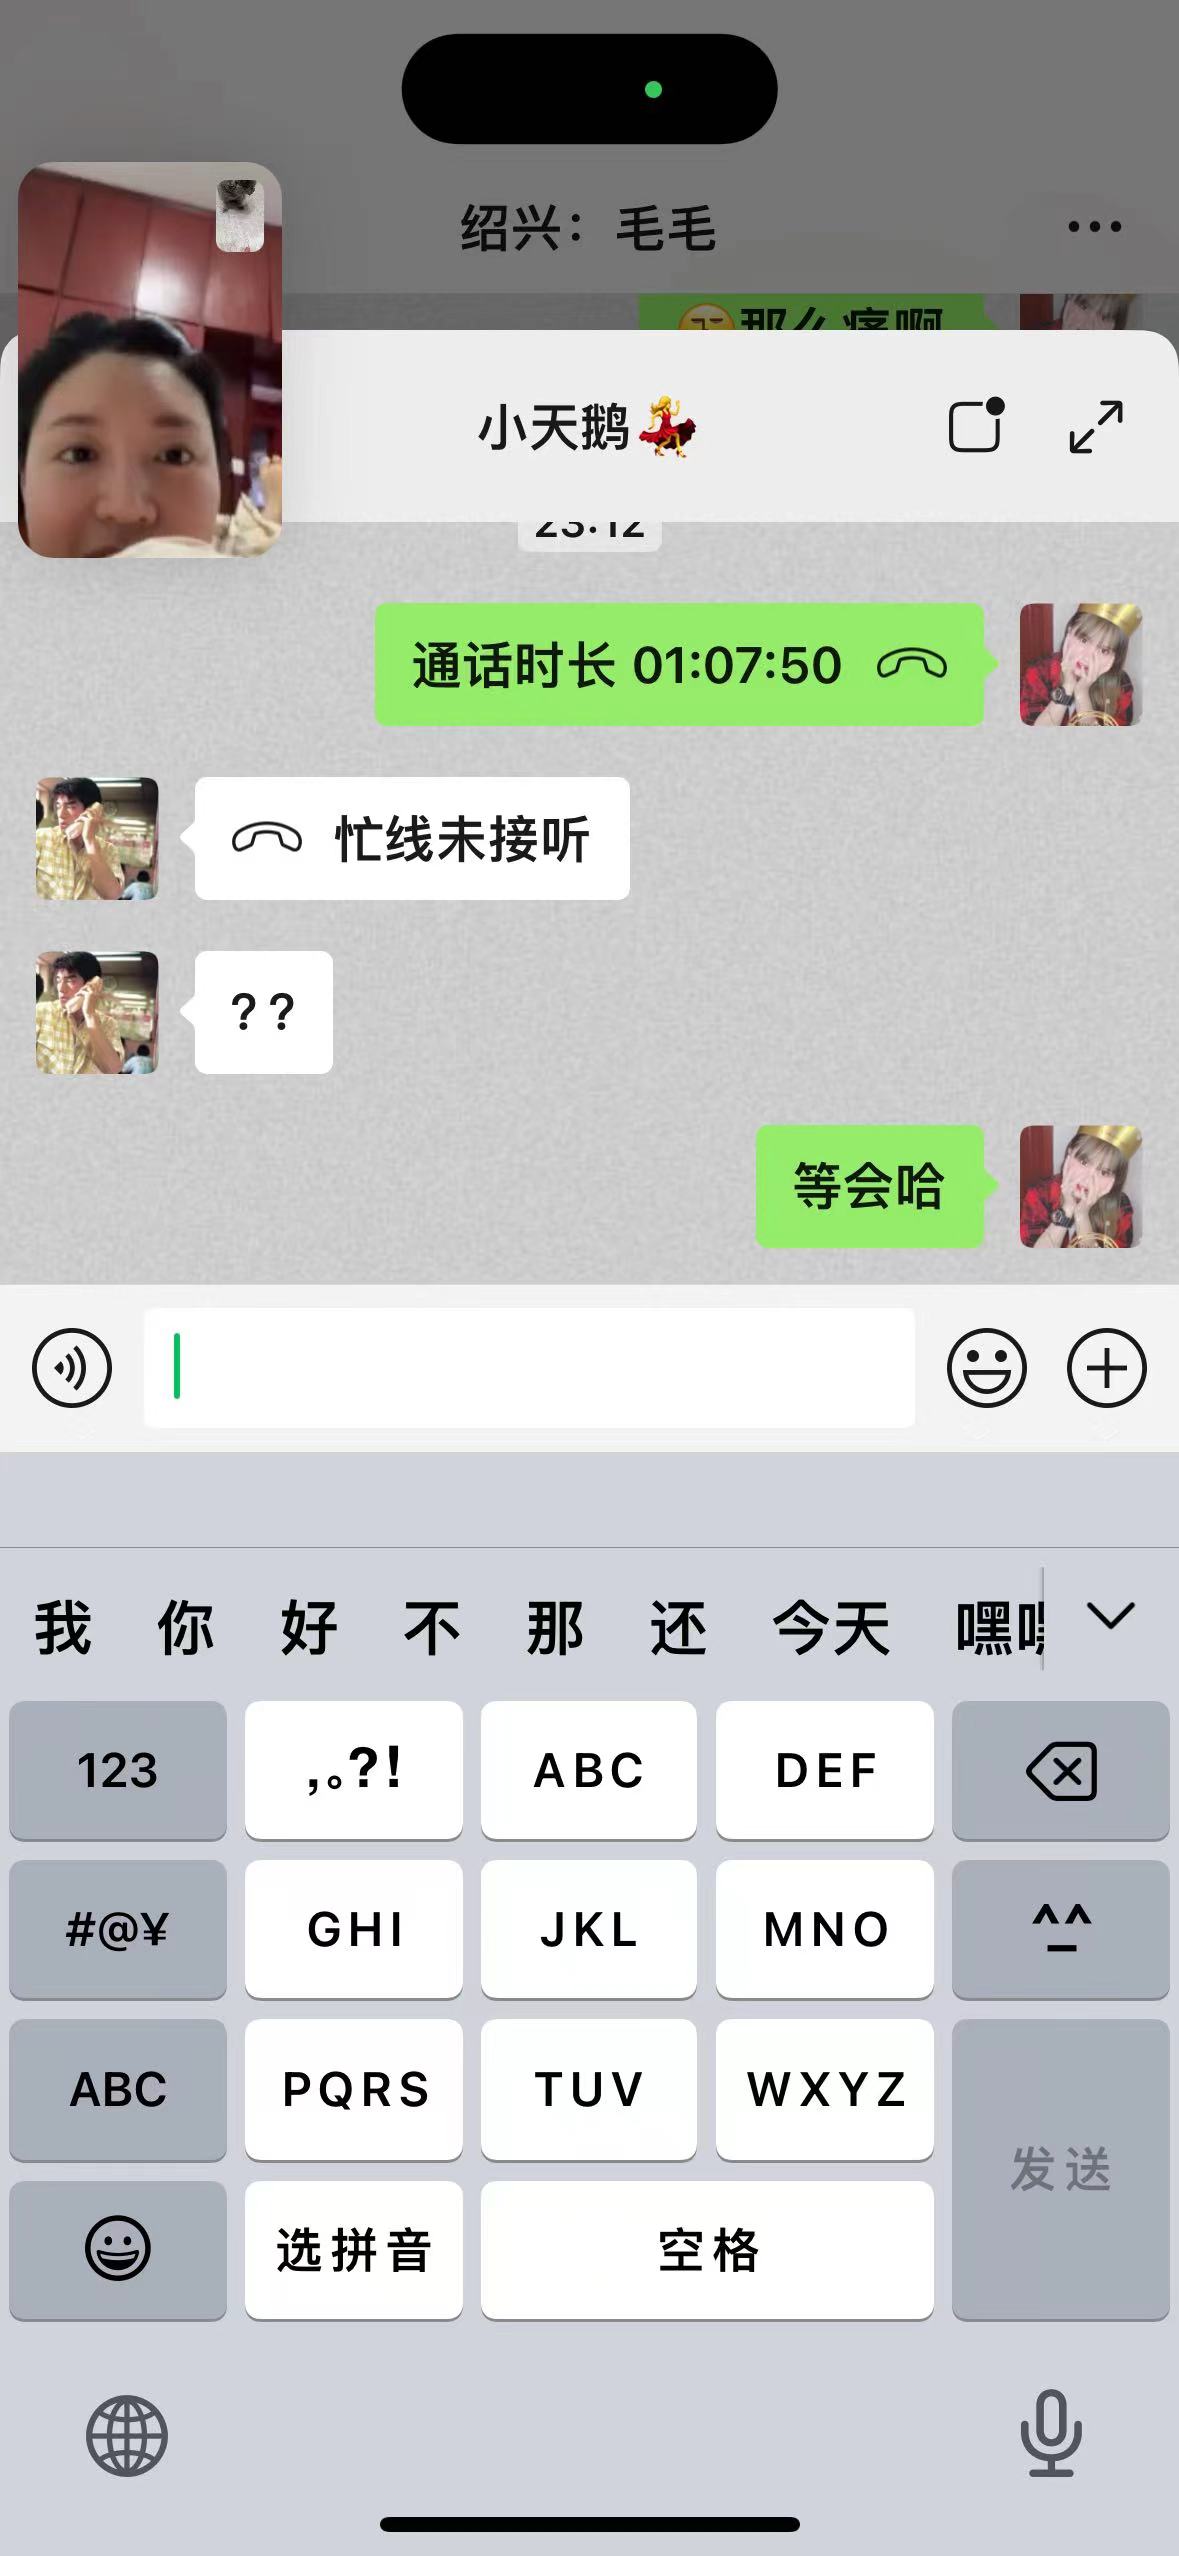 绍兴：毛毛
那么痛啊
小天鹅
23:12
通话时长 01:07:50
忙线未接听
??
等会哈
我 你 好 不 那 还 今天 嘿嘿
123 ,。?! ABC DEF
#@¥ GHI JKL MNO ^_^
ABC PQRS TUV WXYZ
发送
选拼音 空格